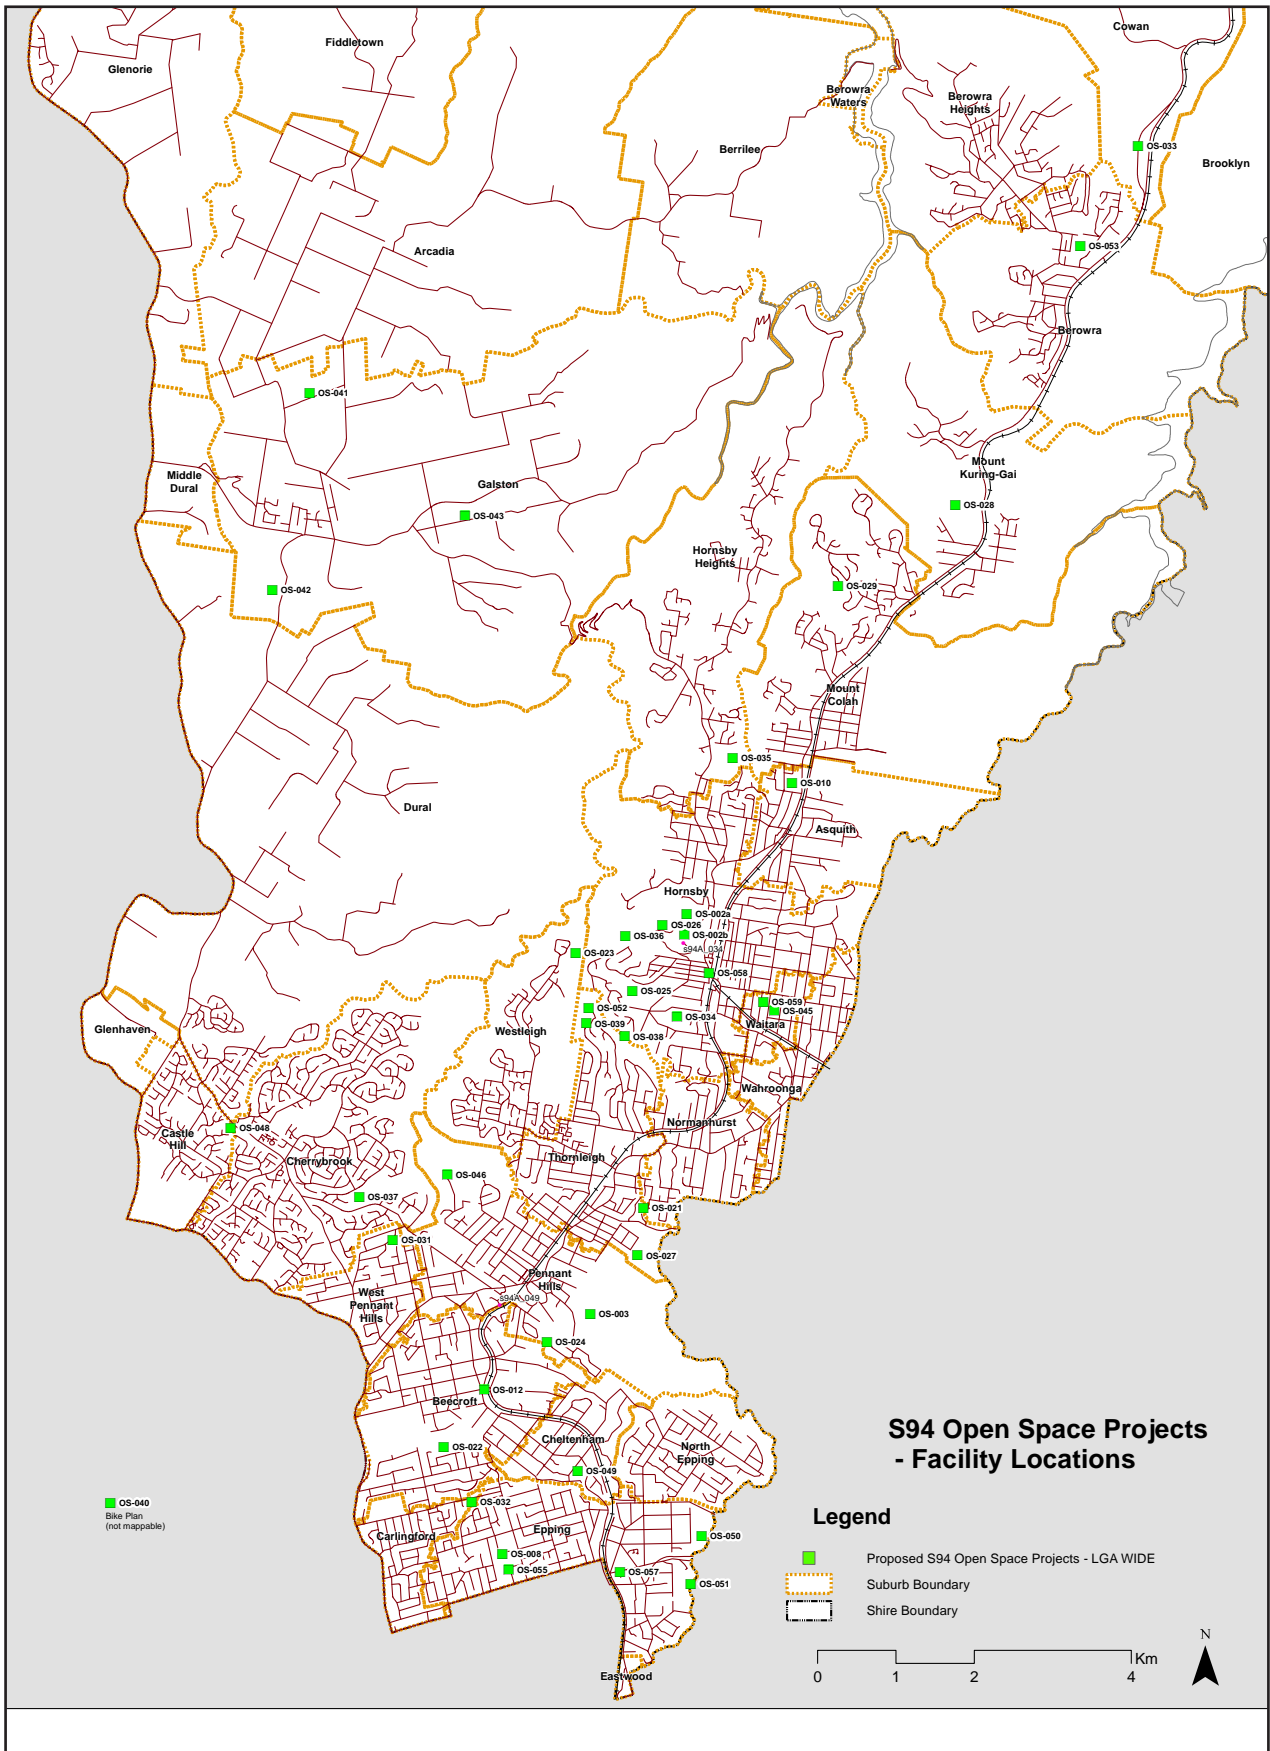 Cowan
Fiddletown
Glenorie
Berowra
Waters
Berowra
Heights
OS-033
Berrilee
Brooklyn
OS-053
Arcadia
Berowra
OS-041
Mount
Kuring-Gai
Middle
Dural
Galston
OS-028
OS-043
Hornsby
Heights
OS-029
OS-042
Mount
Colah
OS-035
OS-010
Dural
Asquith
Hornsby
OS-002a
OS-026
OS-036
OS-002b
s94A_034
OS-023
OS-058
OS-025
OS-059
OS-052
OS-045
OS-034
Waitara
OS-039
Glenhaven
Westleigh
OS-038
Wahroonga
Normanhurst
OS-048
Castle
Hill
Thornleigh
Cherrybrook
OS-046
OS-037
OS-021
OS-031
OS-027
Pennant
Hills
West
Pennant
Hills
s94A_049
OS-003
OS-024
OS-012
Beecroft
Cheltenham
OS-022
North
Epping
OS-049
OS-040
Bike Plan
(not mappable)
OS-032
Epping
Carlingford
OS-050
OS-008
OS-055
OS-057
OS-051
Eastwood
S94 Open Space Projects
- Facility Locations
Legend
Proposed S94 Open Space Projects - LGA WIDE
Suburb Boundary
Shire Boundary
N
Km
0 1 2 4